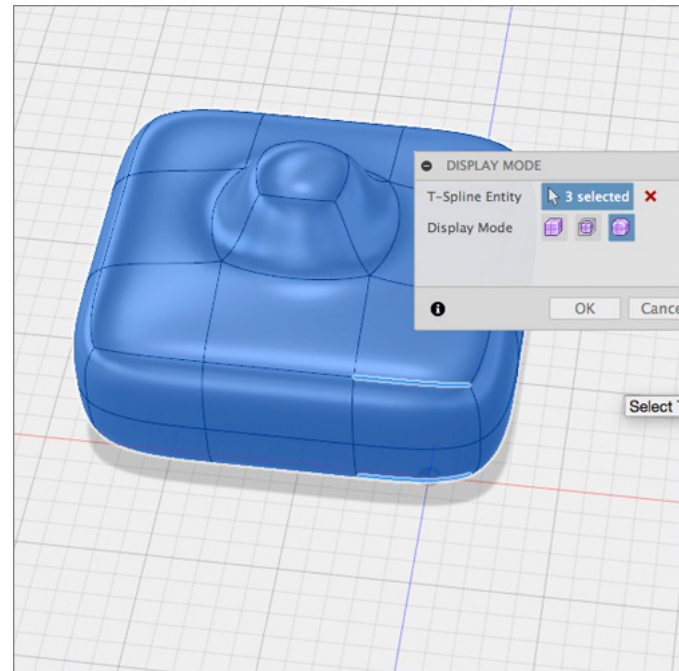 DISPLAY MODE
T-Spline Entity 3 selected
Display Mode
OK Cance
Select